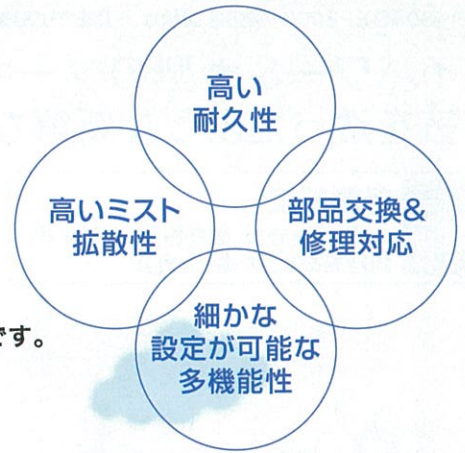 高い
耐久性
高いミスト
拡散性
部品交換&
修理対応
細かな
設定が可能な
多機能性
です。